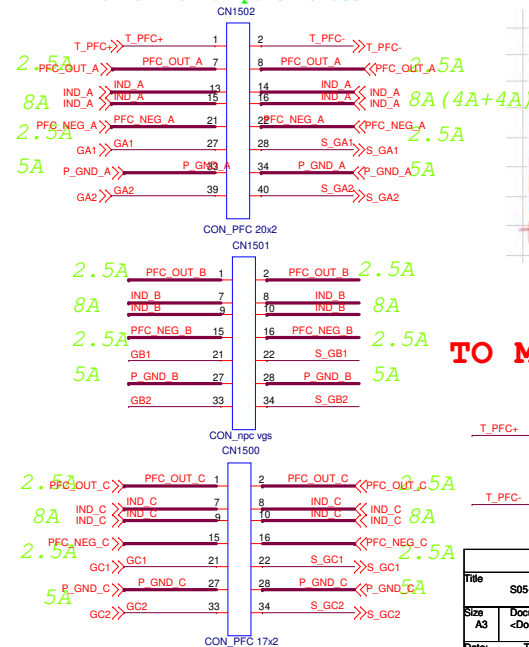 CN1502
T_PFC+ T_PFC+ 1 2 T_PFC- T_PFC-
2.5A PFC_OUT_A PFC_OUT_A 7 8 PFC_OUT_A PFC_OUT_A 2.5A
IND_A IND_A 13 14 IND_A IND_A
8A IND_A IND_A 15 16 IND_A IND_A 8A(4A+4A)
PFC_NEG_A PFC_NEG_A 21 22 PFC_NEG_A PFC_NEG_A
2.5A 2.5A
GA1 GA1 27 28 S_GA1 S_GA1
5A P_GND_A P_GND_A 33 34 P_GND_A P_GND_A 5A
GA2 GA2 39 40 S_GA2 S_GA2
CON_PFC 20x2
CN1501
2.5A PFC_OUT_B 1 2 PFC_OUT_B 2.5A
8A IND_B 7 8 IND_B 8A
IND_B 9 10 IND_B
2.5A PFC_NEG_B 15 16 PFC_NEG_B 2.5A
GB1 21 22 S_GB1
5A P_GND_B 27 28 P_GND_B 5A
GB2 33 34 S_GB2
CON_npc vgs
TO M
CN1500
T_PFC+
2.5A PFC_OUT_C PFC_OUT_C 1 2 PFC_OUT_C PFC_OUT_C 2.5A
IND_C IND_C 7 8 IND_C IND_C
8A IND_C IND_C 9 10 IND_C IND_C 8A
T_PFC-
PFC_NEG_C PFC_NEG_C 15 16 PFC_NEG_C PFC_NEG_C
2.5A 2.5A
GC1 GC1 21 22 S_GC1 S_GC1
5A P_GND_C P_GND_C 27 28 P_GND_C P_GND_C 5A
GC2 GC2 33 34 S_GC2 S_GC2
CON_PFC 17x2
Title
S05
Size Doc
A3 <Do
Date: T